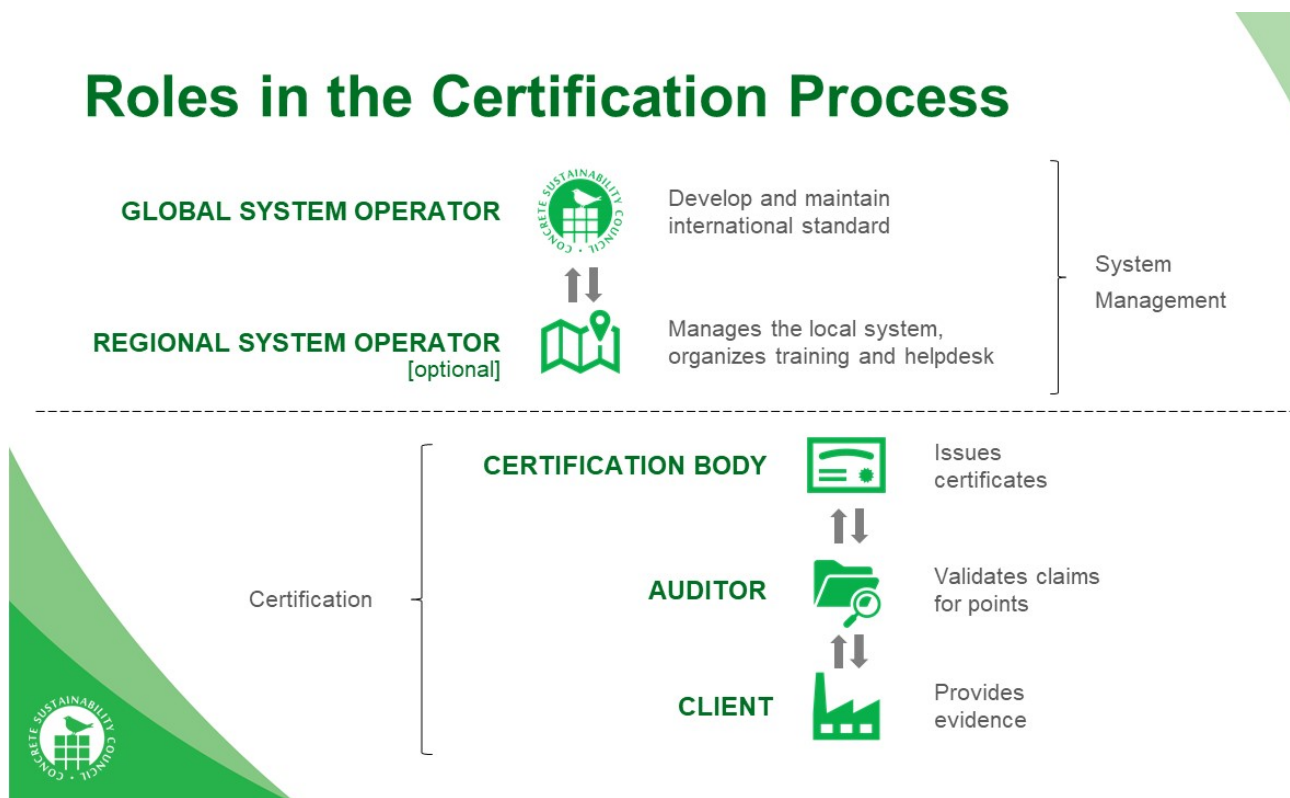 Roles in the Certification Process
GLOBAL SYSTEM OPERATOR
CONCRETE SUSTAINABILITY COUNCIL
Develop and maintain
international standard
REGIONAL SYSTEM OPERATOR
[optional]
Manages the local system,
organizes training and helpdesk
System
Management
CERTIFICATION BODY
Issues
certificates
Certification
AUDITOR
Validates claims
for points
CLIENT
Provides
evidence
CONCRETE SUSTAINABILITY COUNCIL